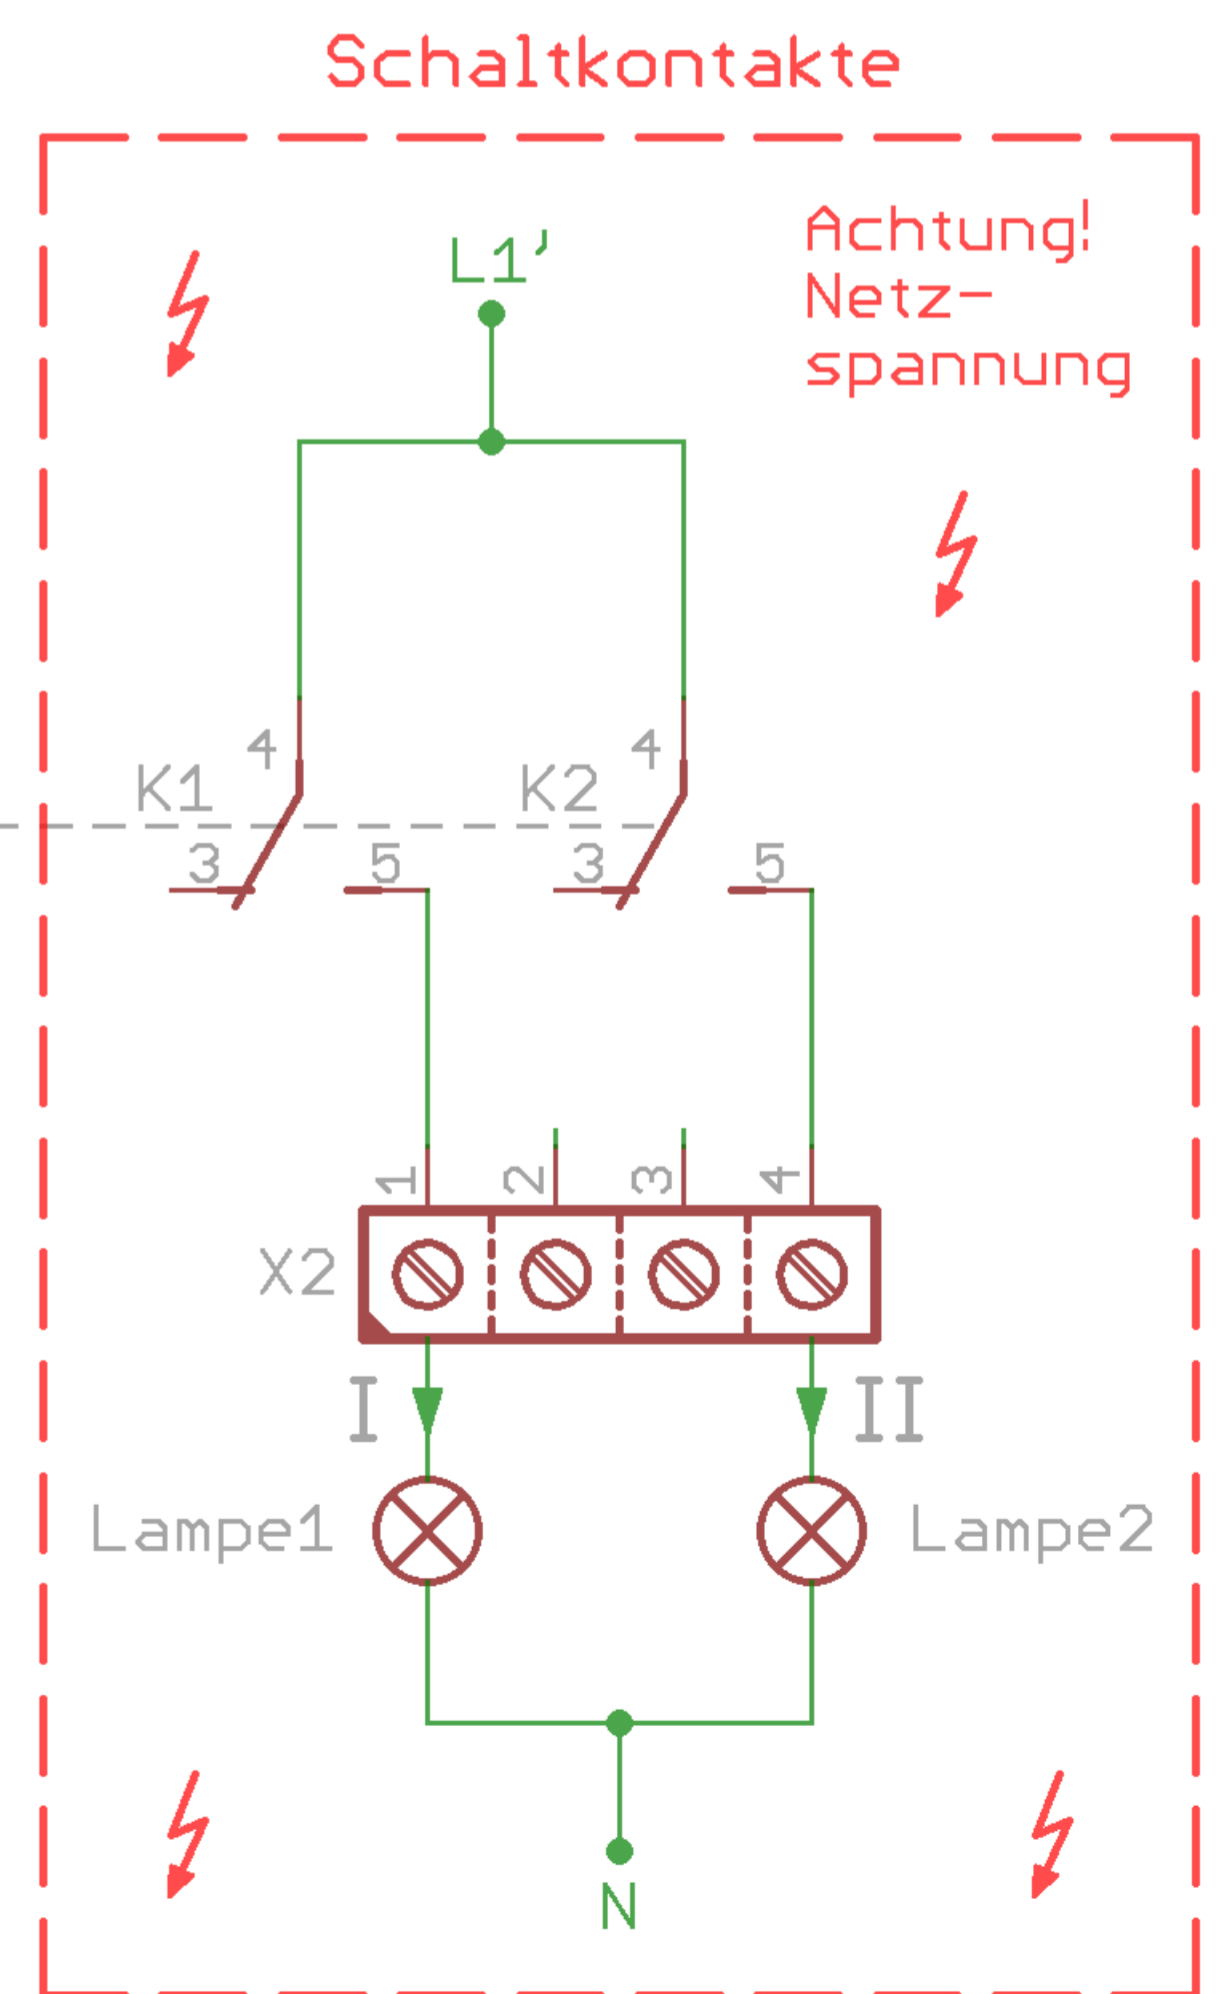 Schaltkontakte
Achtung!
Netz-
spannung
L1'
4
4
K1
K2
3
5
3
5
1
2
3
4
X2
I
II
Lampe1
Lampe2
N